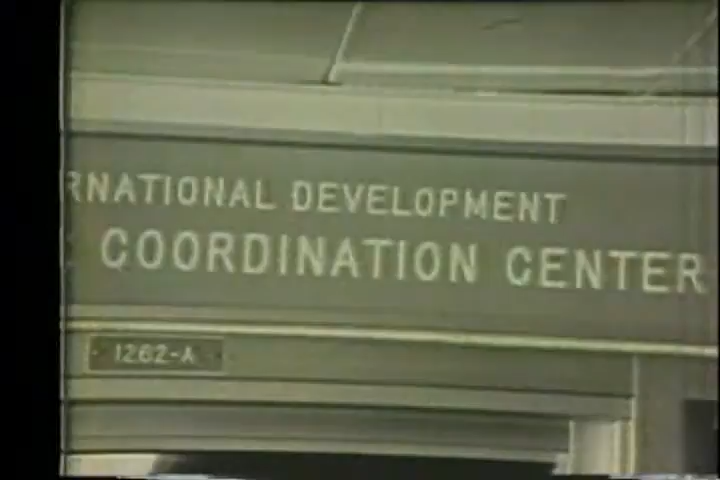 RNATIONAL DEVELOPMENT
COORDINATION CENTER
1262-A